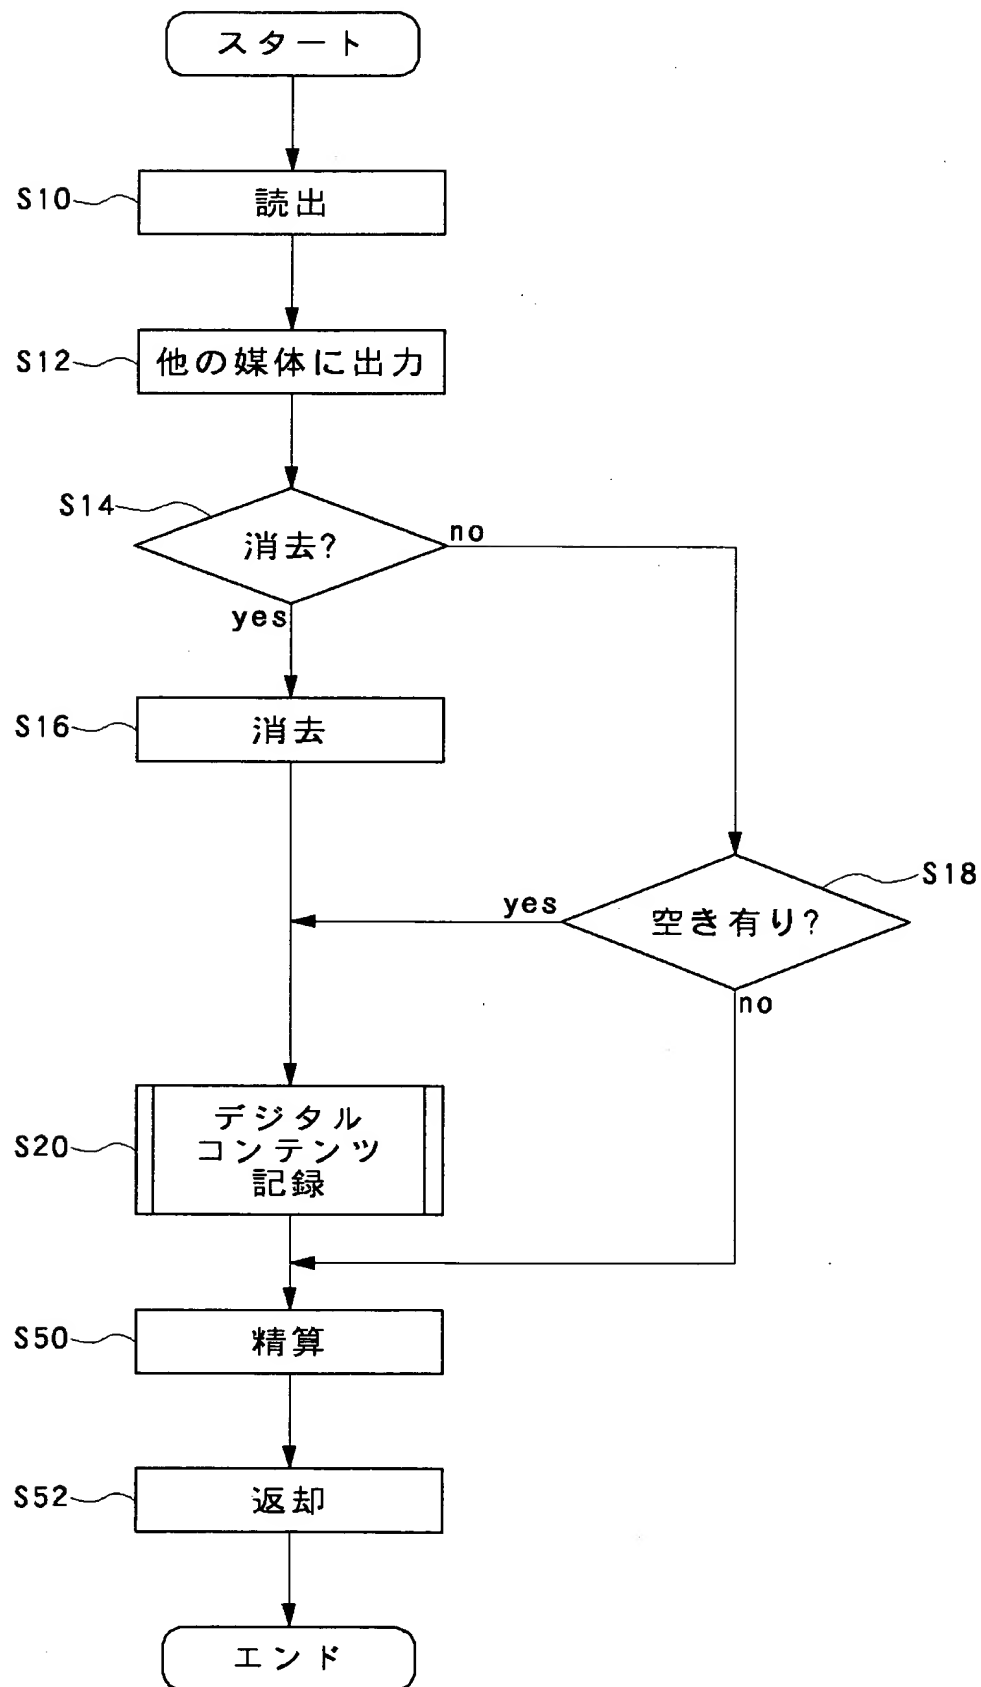 スタート
S10
読出
S12
他の媒体に出力
S14
消去?
no
yes
S16
消去
S18
空き有り?
yes
no
S20
デジタル
コンテンツ
記録
S50
精算
S52
返却
エンド